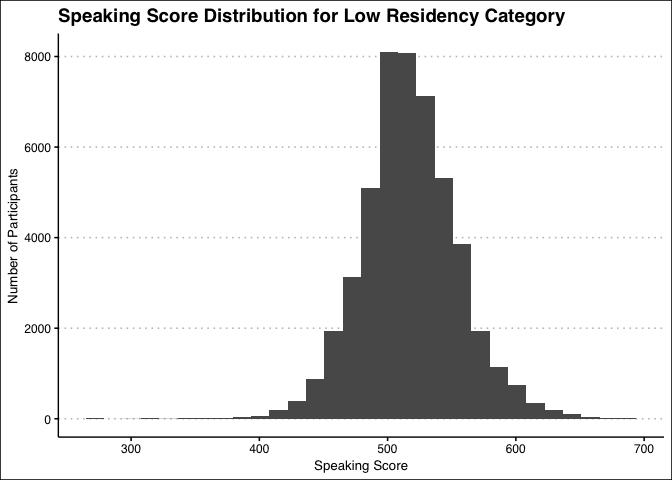 Speaking Score Distribution for Low Residency Category
Number of Participants
8000
6000
4000
2000
0
300 400 500 600 700
Speaking Score